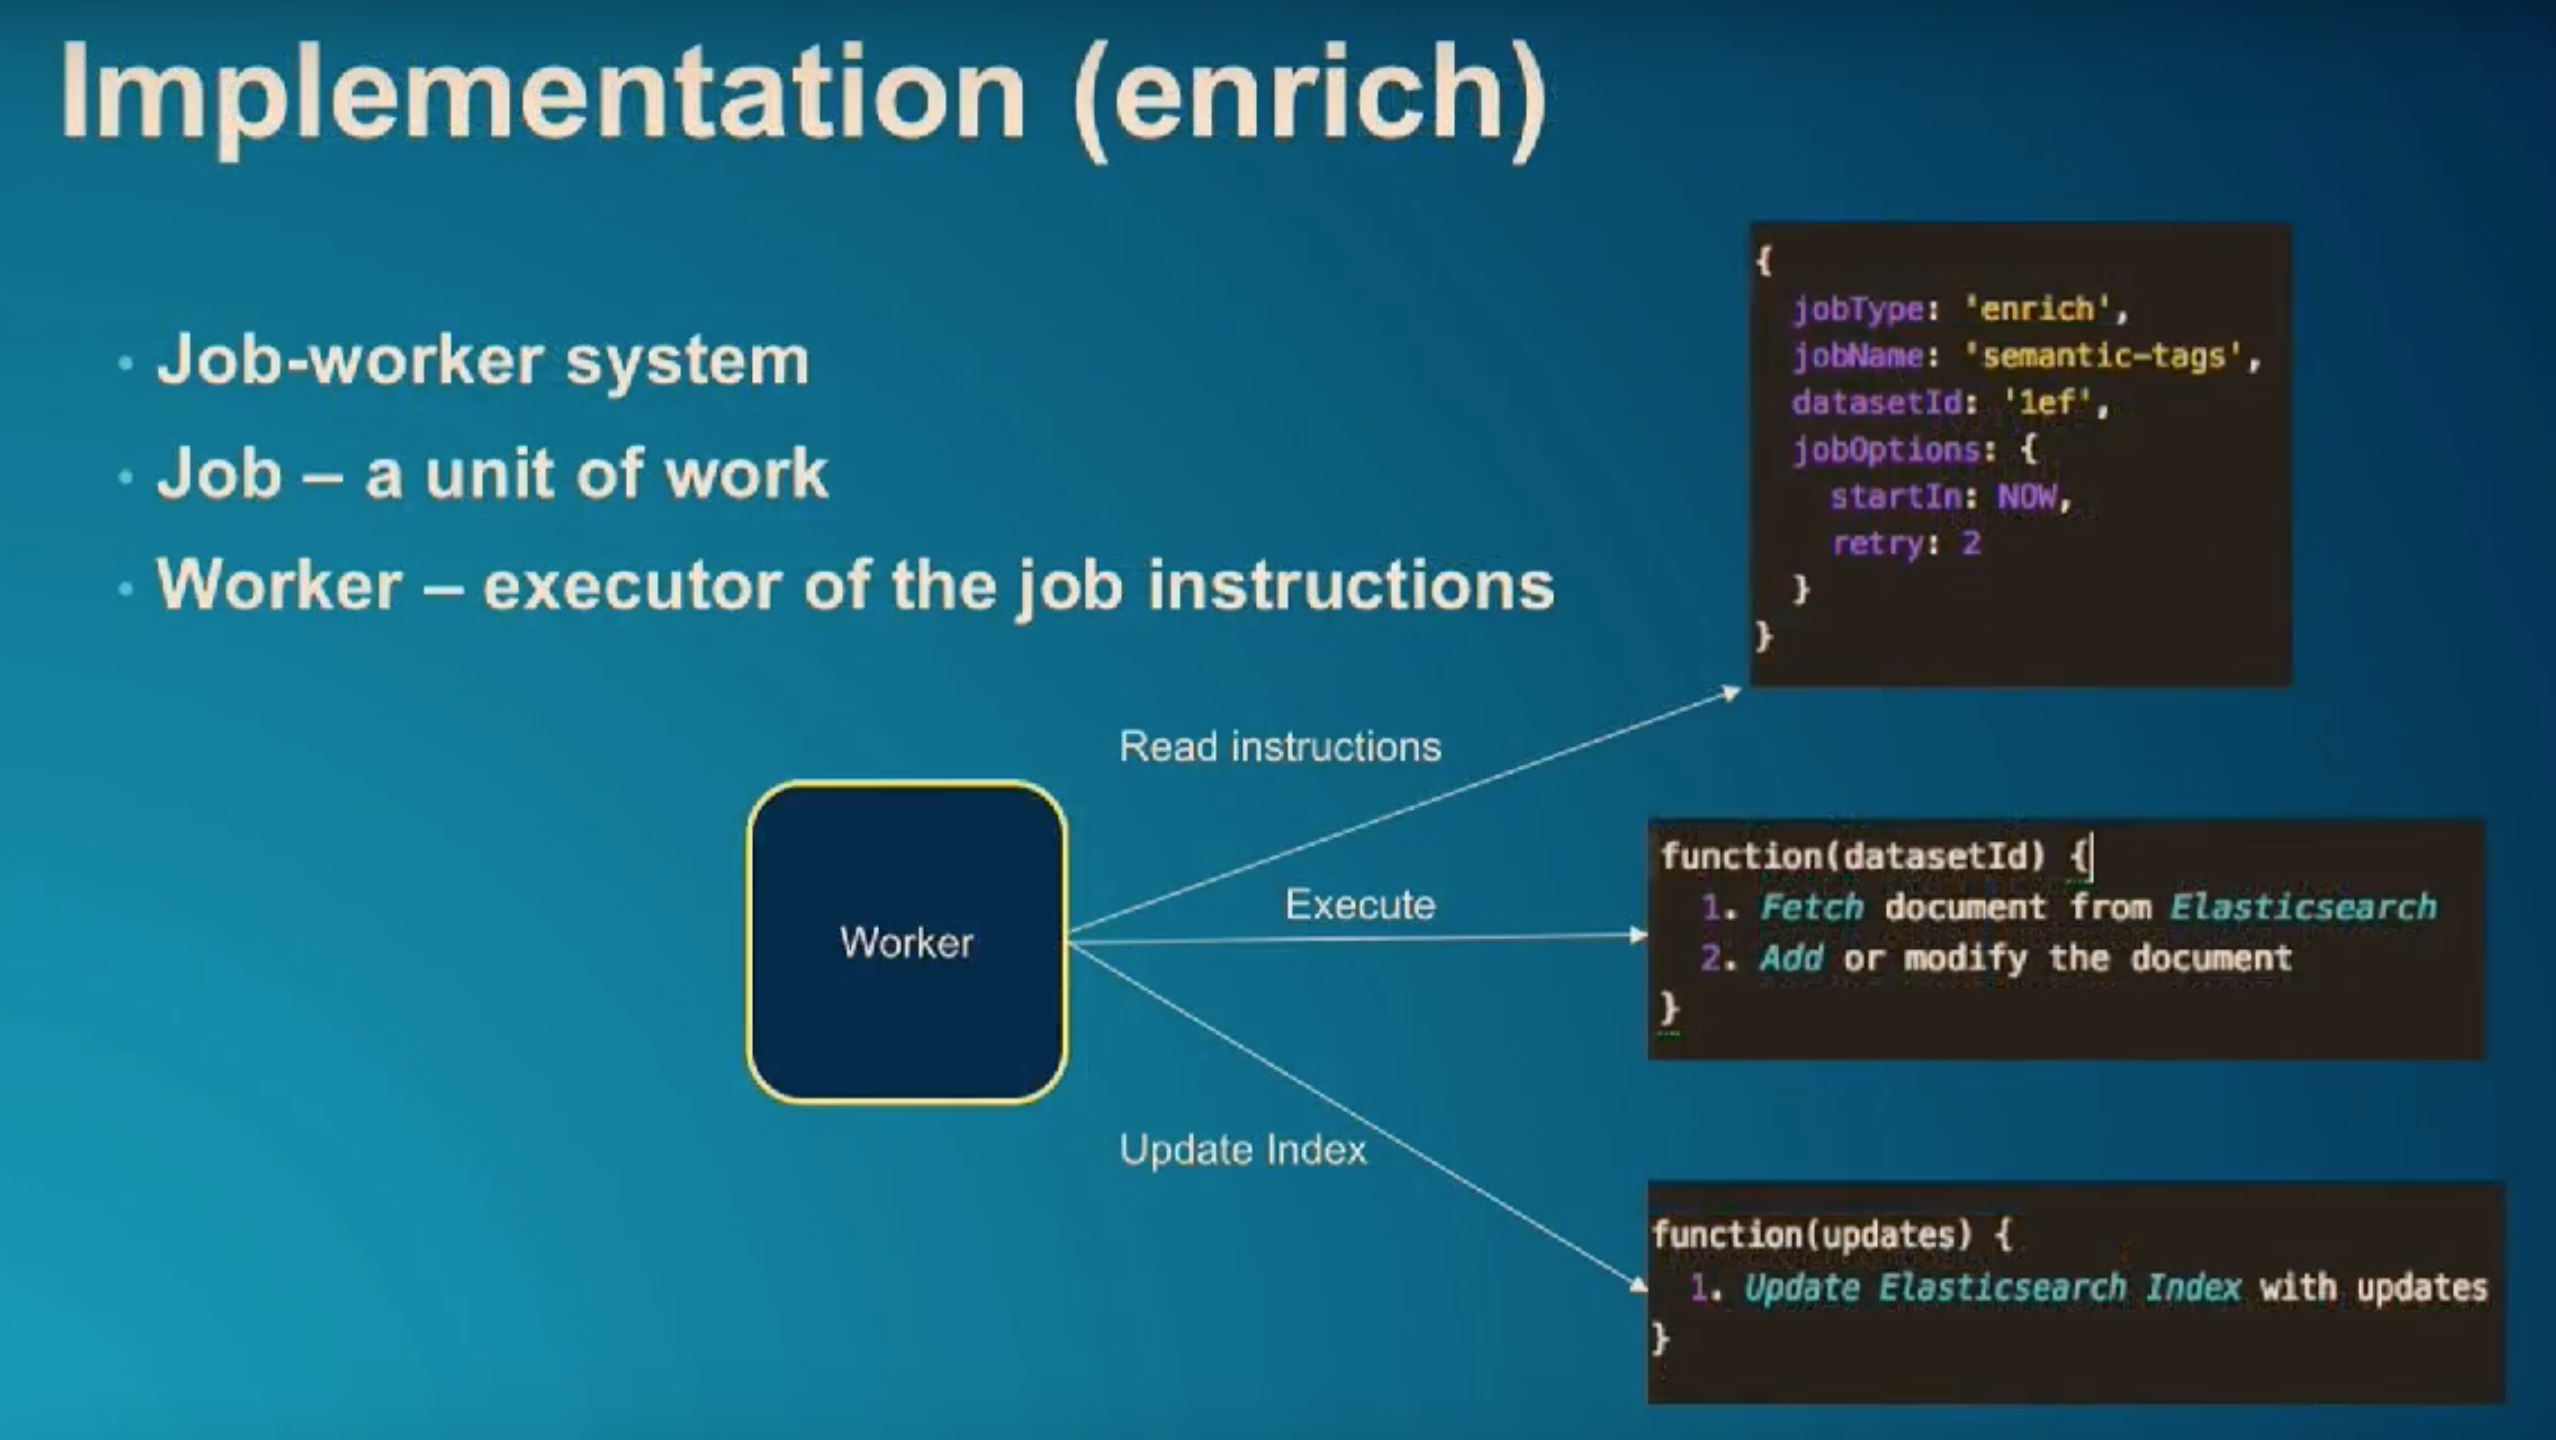 Implementation (enrich)
• Job-worker system
• Job – a unit of work
• Worker – executor of the job instructions
{
jobType: 'enrich',
jobName: 'semantic-tags',
datasetId: '1ef',
jobOptions: {
startIn: NOW,
retry: 2
}
}
Read instructions
Worker
Execute
function(datasetId) {
1. Fetch document from Elasticsearch
2. Add or modify the document
}
Update Index
function(updates) {
1. Update Elasticsearch Index with updates
}